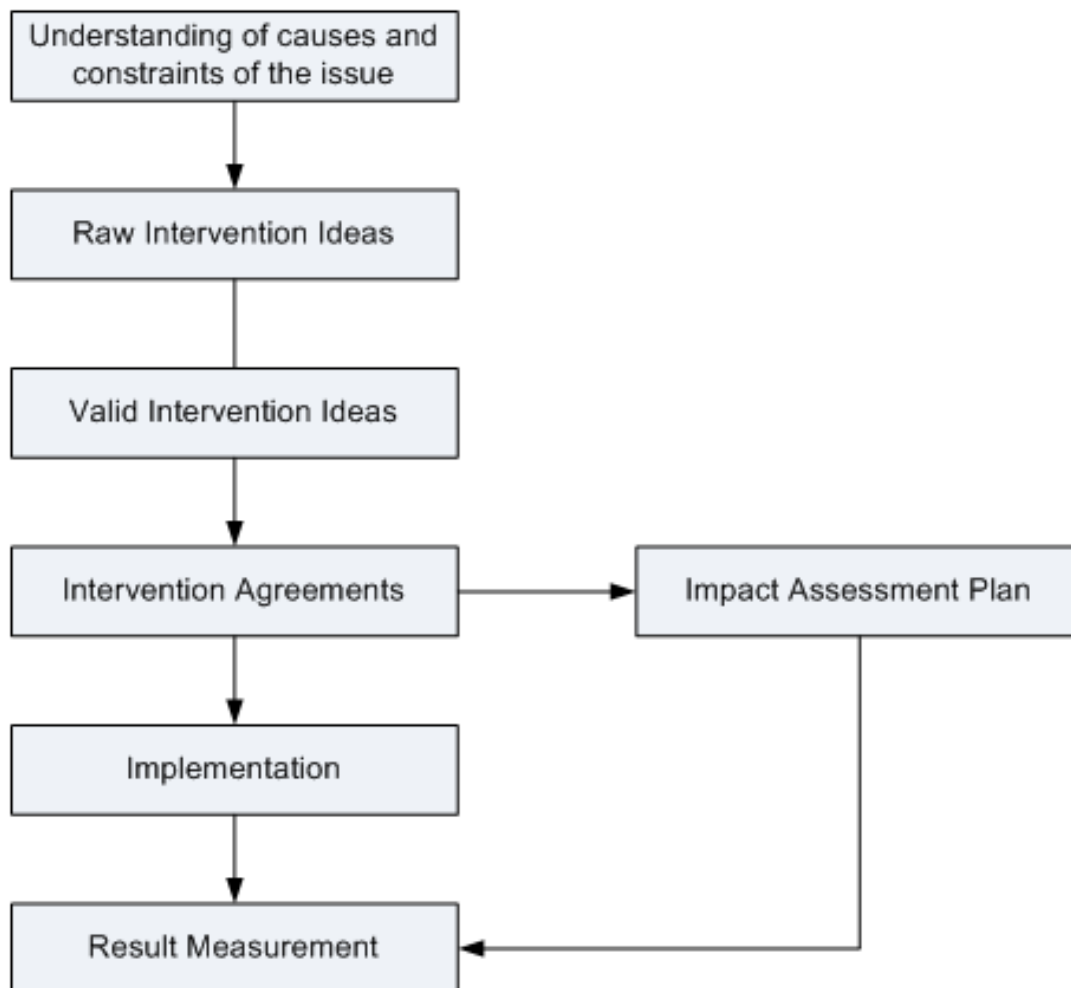 Understanding of causes and
constraints of the issue
Raw Intervention Ideas
Valid Intervention Ideas
Intervention Agreements
Impact Assessment Plan
Implementation
Result Measurement